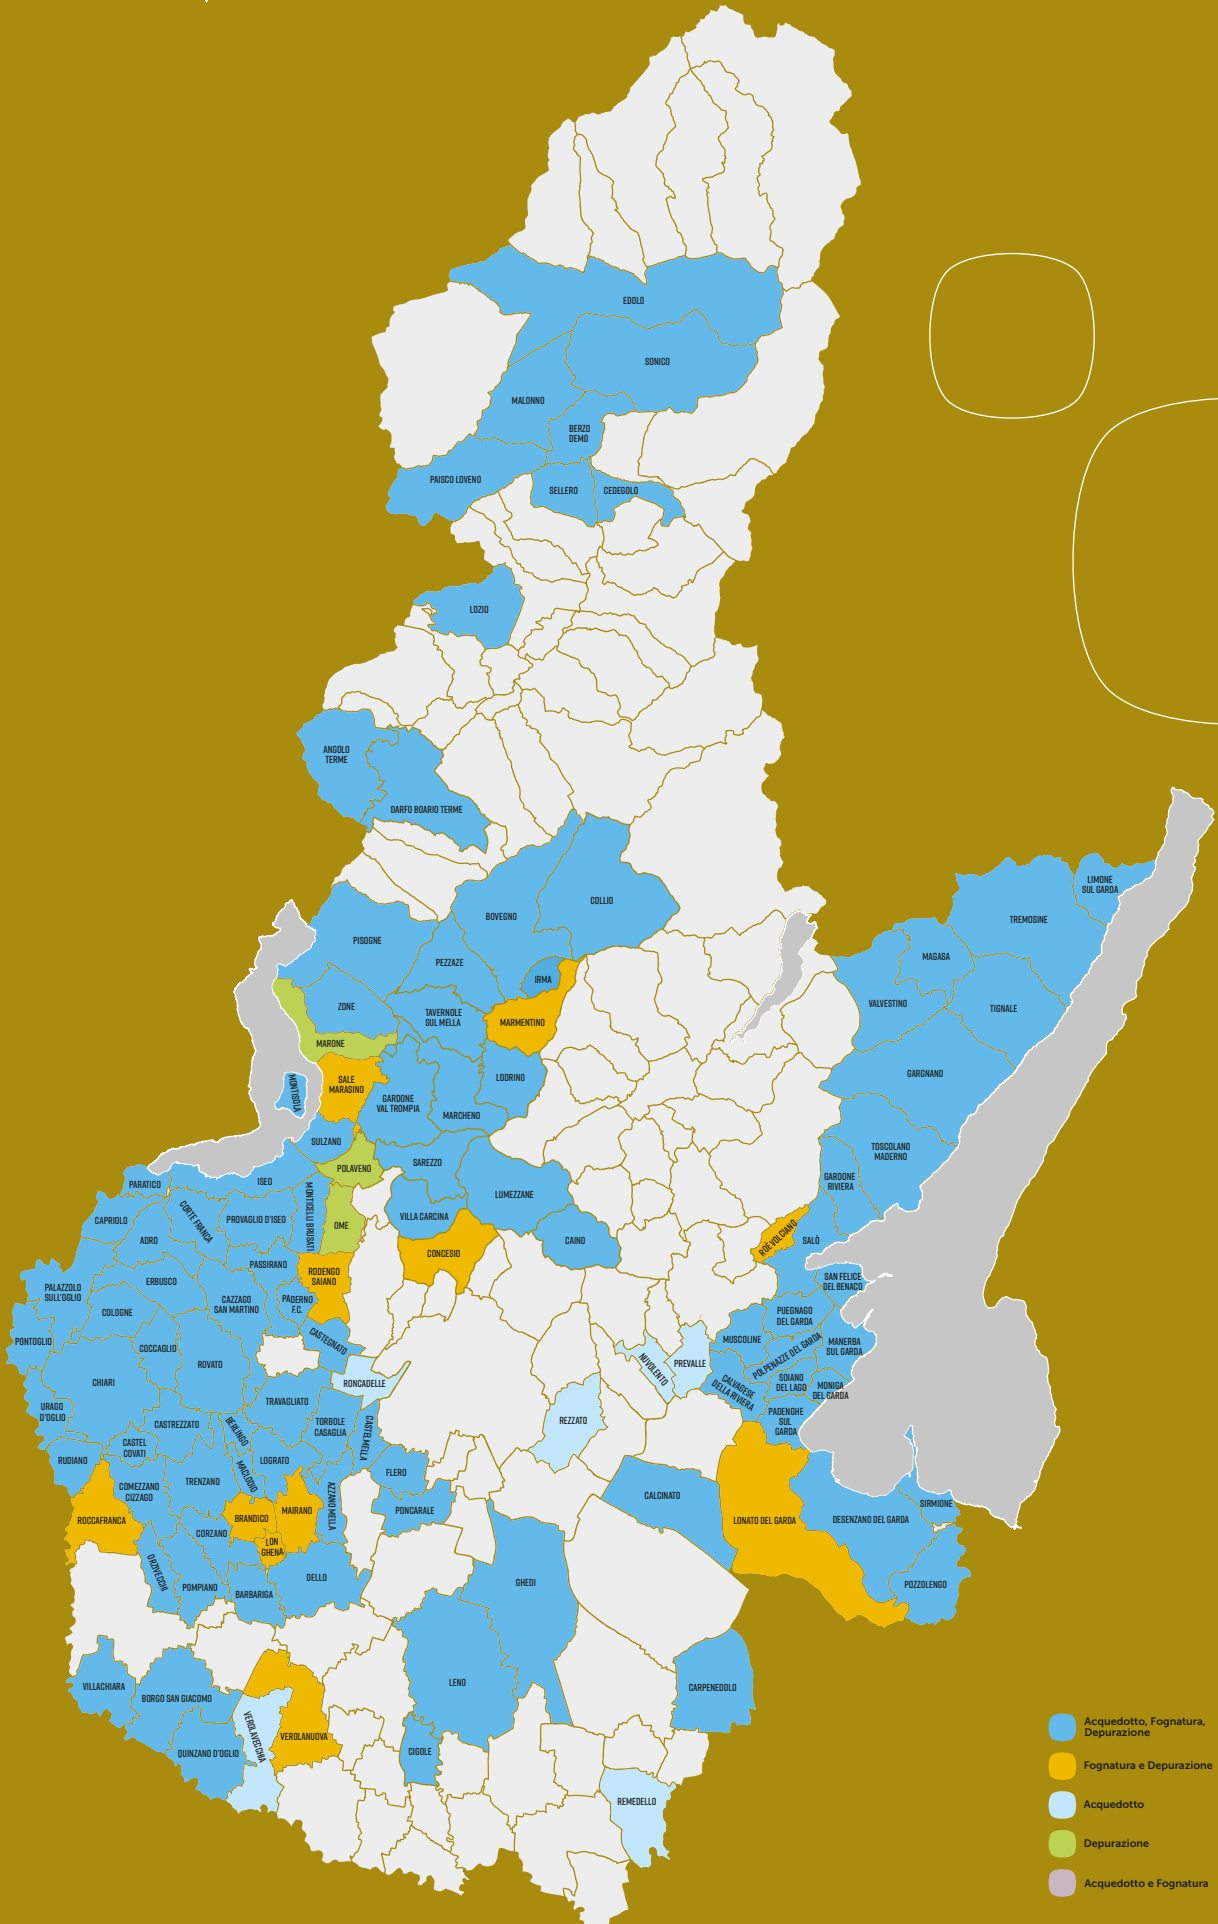 EDOLO
SONICO
MALONNO
BERZO
DEMO
PAISCO LOVENO
SELLERO
CEDEGOLO
LOZIO
ANGOLO
TERME
DARFO BOARIO TERME
LIMONE
SUL GARDA
COLLIO
BOVEGNO
TREMOSINE
PISOGNE
MAGASA
PEZZAZE
IRMA
VALVESTINO
TIGNALE
ZONE
TAVERNOLE
SUL MELLA
MARMENTINO
MARONE
GARGNANO
LODRINO
SALE
MARASINO
MONTISOLA
GARDONE
VAL TROMPIA
MARCHENO
SULZANO
TOSCOLANO
MADERNO
POLAVENO
SAREZZO
ISEO
PARATICO
GARDONE
RIVIERA
LUMEZZANE
MONTICELLI BRUSATI
CAPRIOLO
CORTE FRANCA
PROVAGLIO D'ISEO
OME
VILLA CARCINA
ADRO
ROÈ VOLCIANO
SALÒ
CAINO
CONCESIO
PASSIRANO
RODENGO
SAIANO
ERBUSCO
SAN FELICE
DEL BENACO
PALAZZOLO
SULL'OGLIO
CAZZAGO
SAN MARTINO
PADERNO
F.C.
COLOGNE
PUEGNAGO
DEL GARDA
PONTOGLIO
CASTEGNATO
MUSCOLINE
MANERBA
SUL GARDA
COCCAGLIO
POLPENAZZE DEL GARDA
ROVATO
NUVOLENTO
PREVALLE
CHIARI
RONCADELLE
SOIANO
DEL LAGO
MONIGA
DEL GARDA
CALVAGESE
DELLA RIVIERA
TRAVAGLIATO
URAGO
D'OGLIO
PADENGHE
SUL
GARDA
CASTREZZATO
BERLINGO
TORBOLE
CASAGLIA
CASTELMELLA
REZZATO
CASTEL
COVATI
RUDIANO
LOGRATO
MACLODIO
FLERO
TRENZANO
COMEZZANO
CIZZAGO
CALCINATO
AZZANO MELLA
SIRMIONE
MAIRANO
PONCARALE
BRANDICO
ROCCAFRANCA
LONATO DEL GARDA
DESENZANO DEL GARDA
CORZANO
LON
GHENA
ORZIVECCHI
DELLO
GHEDI
POMPIANO
BARBARIGA
POZZOLENGO
LENO
VILLACHIARA
CARPENEDOLO
BORGO SAN GIACOMO
VEROLAVECCHIA
VEROLANUOVA
QUINZANO D'OGLIO
CIGOLE
REMEDELLO
Acquedotto, Fognatura,
Depurazione
Fognatura e Depurazione
Acquedotto
Depurazione
Acquedotto e Fognatura